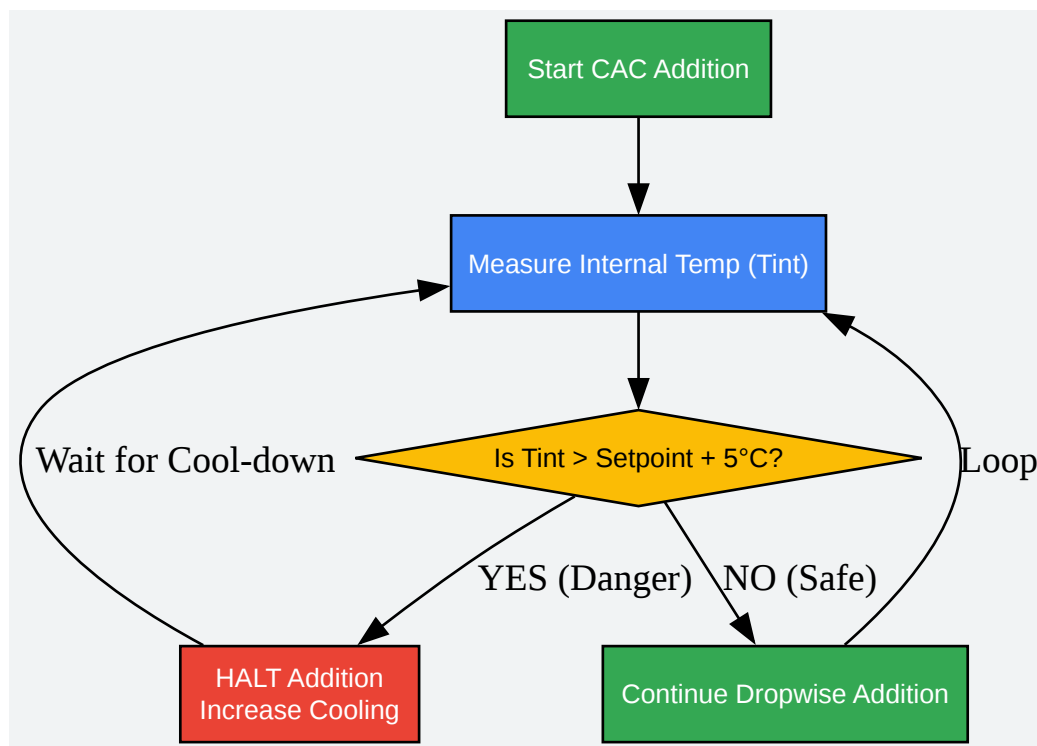 Start CAC Addition
Measure Internal Temp (Tint)
Wait for Cool-down
Is Tint > Setpoint + 5°C?
Loop
YES (Danger)
NO (Safe)
HALT Addition
Increase Cooling
Continue Dropwise Addition